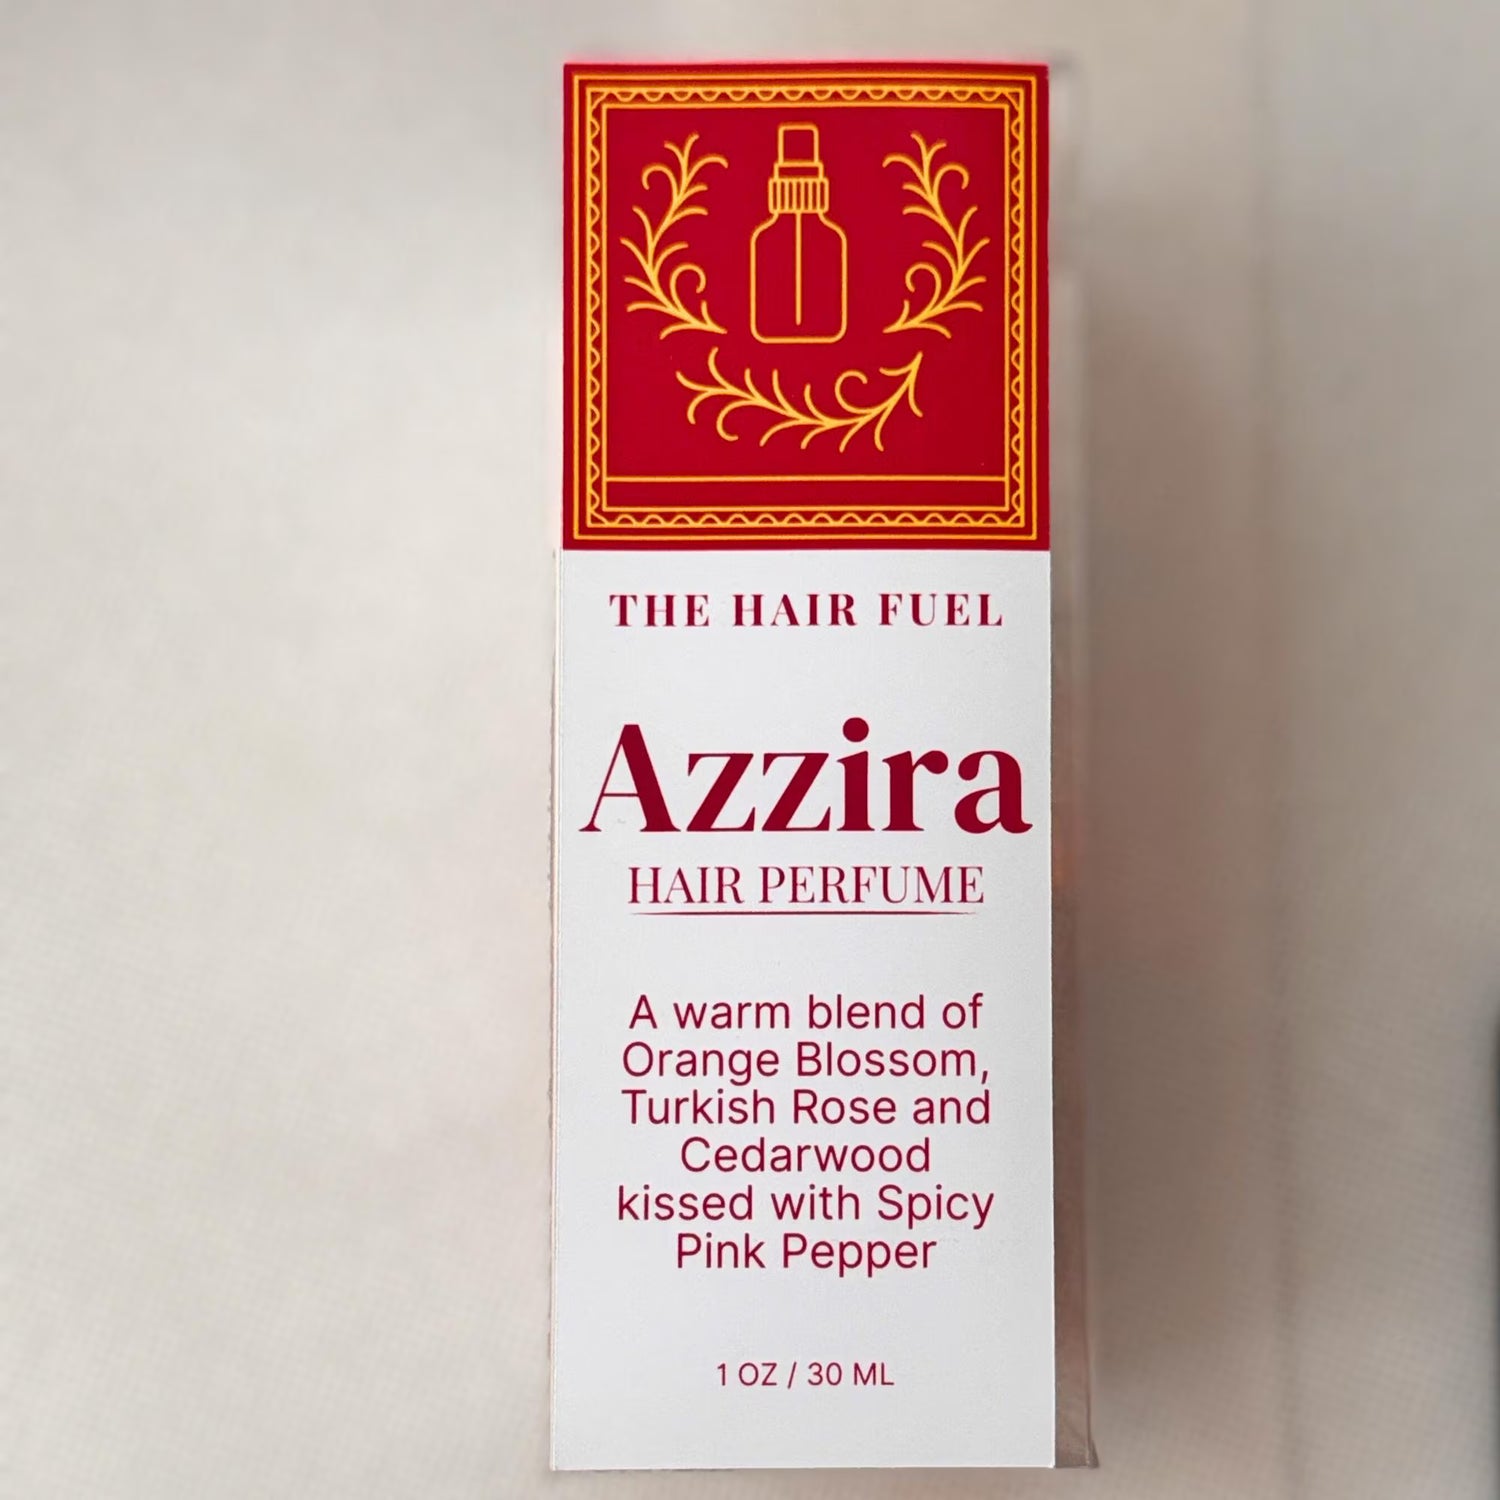 THE HAIR FUEL
Azzira
HAIR PERFUME
A warm blend of
Orange Blossom,
Turkish Rose and
Cedarwood
kissed with Spicy
Pink Pepper
1 OZ / 30 ML